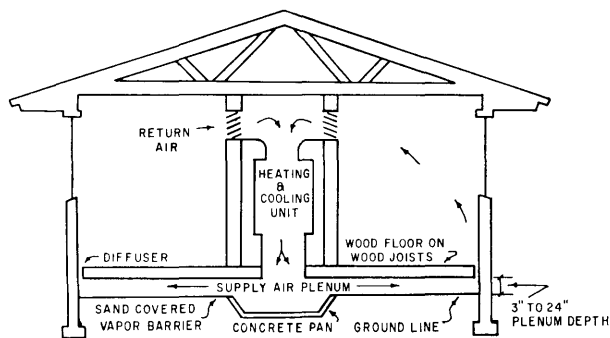 RETURN
AIR
HEATING
&
COOLING
UNIT
DIFFUSER
WOOD FLOOR ON
WOOD JOISTS
SUPPLY AIR PLENUM
SAND COVERED
VAPOR BARRIER
CONCRETE PAN
GROUND LINE
3" TO 24"
PLENUM DEPTH